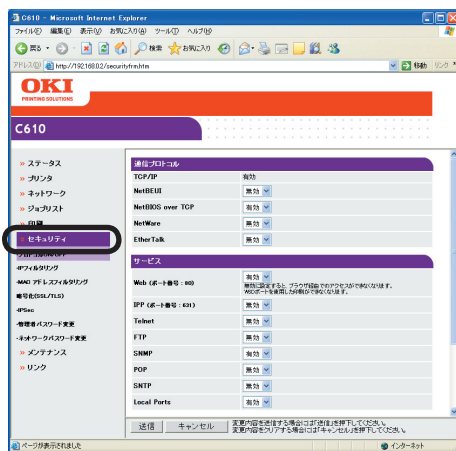 C610 - Microsoft Internet Explorer
ファイル(F) 編集(E) 表示(V) お気に入り(A) ツール(T) ヘルプ(H)
戻る 検索 お気に入り
アドレス(D) http://192.168.0.2/securityfrm.htm 移動 リンク
OKI
PRINTING SOLUTIONS
C610
» ステータス
» プリンタ
» ネットワーク
» ジョブリスト
» 印刷
» セキュリティ
-プロトコルON/OFF
-IPフィルタリング
-MAC アドレスフィルタリング
暗号化(SSL/TLS)
-IPSec
-管理者パスワード変更
-ネットワークパスワード変更
» メンテナンス
» リンク
通信プロトコル
TCP/IP 有効
NetBEUI 無効
NetBIOS over TCP 有効
NetWare 無効
EtherTalk 無効
サービス
Web (ポート番号 : 80) 有効
無効に設定すると、ブラウザ経由でのアクセスができなくなります。
WSDポートを使用した印刷ができなくなります。
IPP (ポート番号 : 631) 無効
Telnet 無効
FTP 無効
SNMP 有効
POP 無効
SNTP 無効
Local Ports 有効
送信 キャンセル
変更内容を送信する場合には「送信」を押下してください。
変更内容をクリアする場合には「キャンセル」を押下してください。
ページが表示されました インターネット